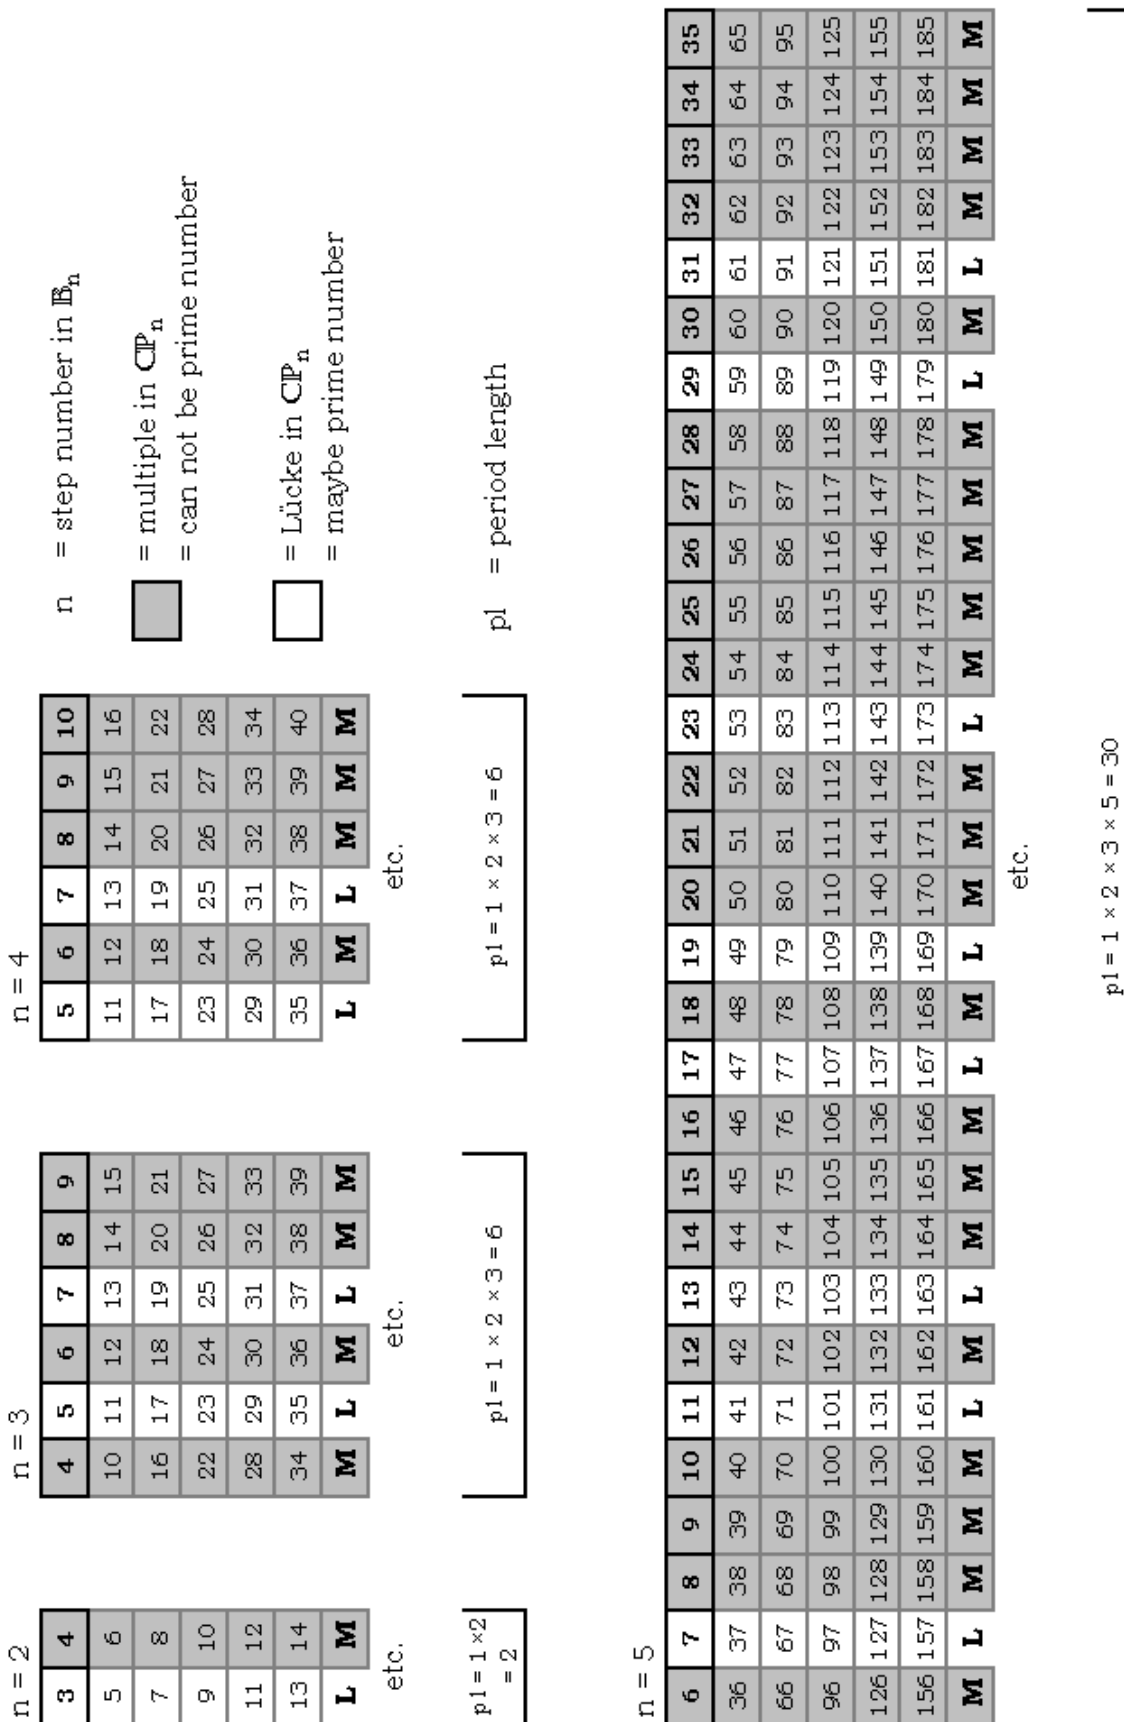 n = 2
3 4
5 6
7 8
9 10
11 12
13 14
L M
etc.
pl = 1 ×2
= 2
n = 3
4 5 6 7 8 9
10 11 12 13 14 15
16 17 18 19 20 21
22 23 24 25 26 27
28 29 30 31 32 33
34 35 36 37 38 39
M L M L M M
etc.
pl = 1 × 2 × 3 = 6
n = 4
5 6 7 8 9 10
11 12 13 14 15 16
17 18 19 20 21 22
23 24 25 26 27 28
29 30 31 32 33 34
35 36 37 38 39 40
L M L M M M
etc.
pl = 1 × 2 × 3 = 6
n = step number in 𝔹n
= multiple in ℂℙn
= can not be prime number
= Lücke in ℂℙn
= maybe prime number
pl = period length
n = 5
6 7 8 9 10 11 12 13 14 15 16 17 18 19 20 21 22 23 24 25 26 27 28 29 30 31 32 33 34 35
36 37 38 39 40 41 42 43 44 45 46 47 48 49 50 51 52 53 54 55 56 57 58 59 60 61 62 63 64 65
66 67 68 69 70 71 72 73 74 75 76 77 78 79 80 81 82 83 84 85 86 87 88 89 90 91 92 93 94 95
96 97 98 99 100 101 102 103 104 105 106 107 108 109 110 111 112 113 114 115 116 117 118 119 120 121 122 123 124 125
126 127 128 129 130 131 132 133 134 135 136 137 138 139 140 141 142 143 144 145 146 147 148 149 150 151 152 153 154 155
156 157 158 159 160 161 162 163 164 165 166 167 168 169 170 171 172 173 174 175 176 177 178 179 180 181 182 183 184 185
M L M M M L M L M M M L M L M M M L M M M M M L M L M M M M
etc.
pl = 1 × 2 × 3 × 5 = 30